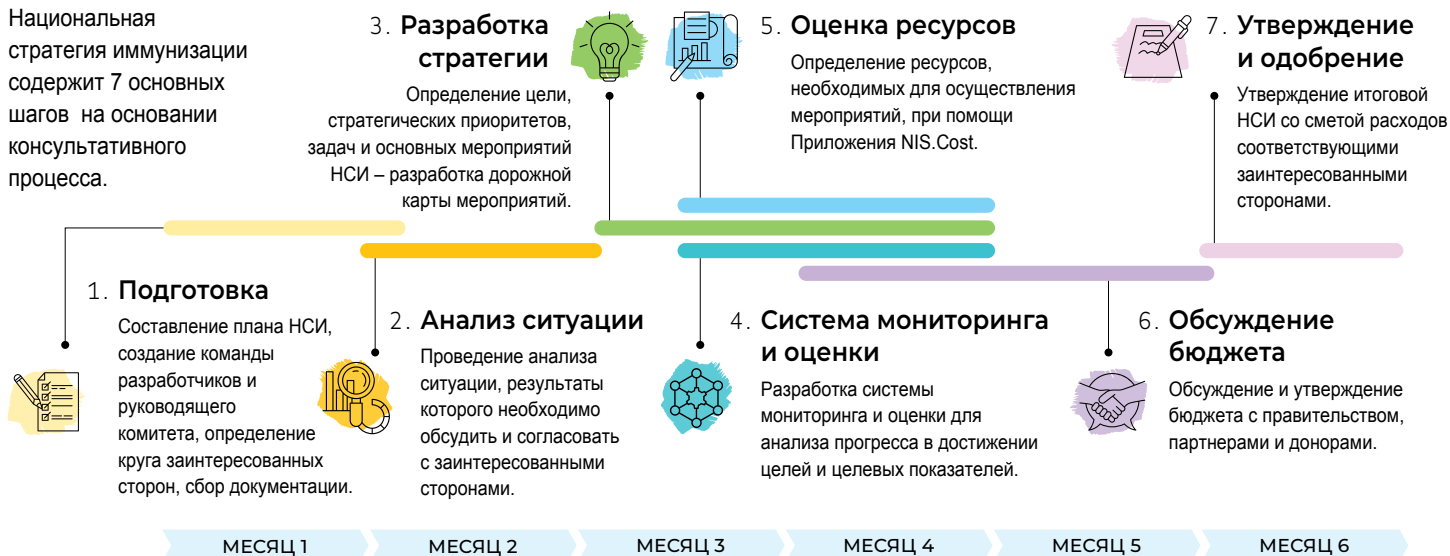 Национальная
стратегия иммунизации
содержит 7 основных
шагов на основании
консультативного
процесса.
3. Разработка
стратегии
Определение цели,
стратегических приоритетов,
задач и основных мероприятий
НСИ – разработка дорожной
карты мероприятий.
5. Оценка ресурсов
Определение ресурсов,
необходимых для осуществления
мероприятий, при помощи
Приложения NIS.Cost.
7. Утверждение
и одобрение
Утверждение итоговой
НСИ со сметой расходов
соответствующими
заинтересованными
сторонами.
1. Подготовка
Составление плана НСИ,
создание команды
разработчиков и
руководящего
комитета, определение
круга заинтересованных
сторон, сбор документации.
2. Анализ ситуации
Проведение анализа
ситуации, результаты
которого необходимо
обсудить и согласовать
с заинтересованными
сторонами.
4. Система мониторинга
и оценки
Разработка системы
мониторинга и оценки для
анализа прогресса в достижении
целей и целевых показателей.
6. Обсуждение
бюджета
Обсуждение и утверждение
бюджета с правительством,
партнерами и донорами.
МЕСЯЦ 1
МЕСЯЦ 2
МЕСЯЦ 3
МЕСЯЦ 4
МЕСЯЦ 5
МЕСЯЦ 6